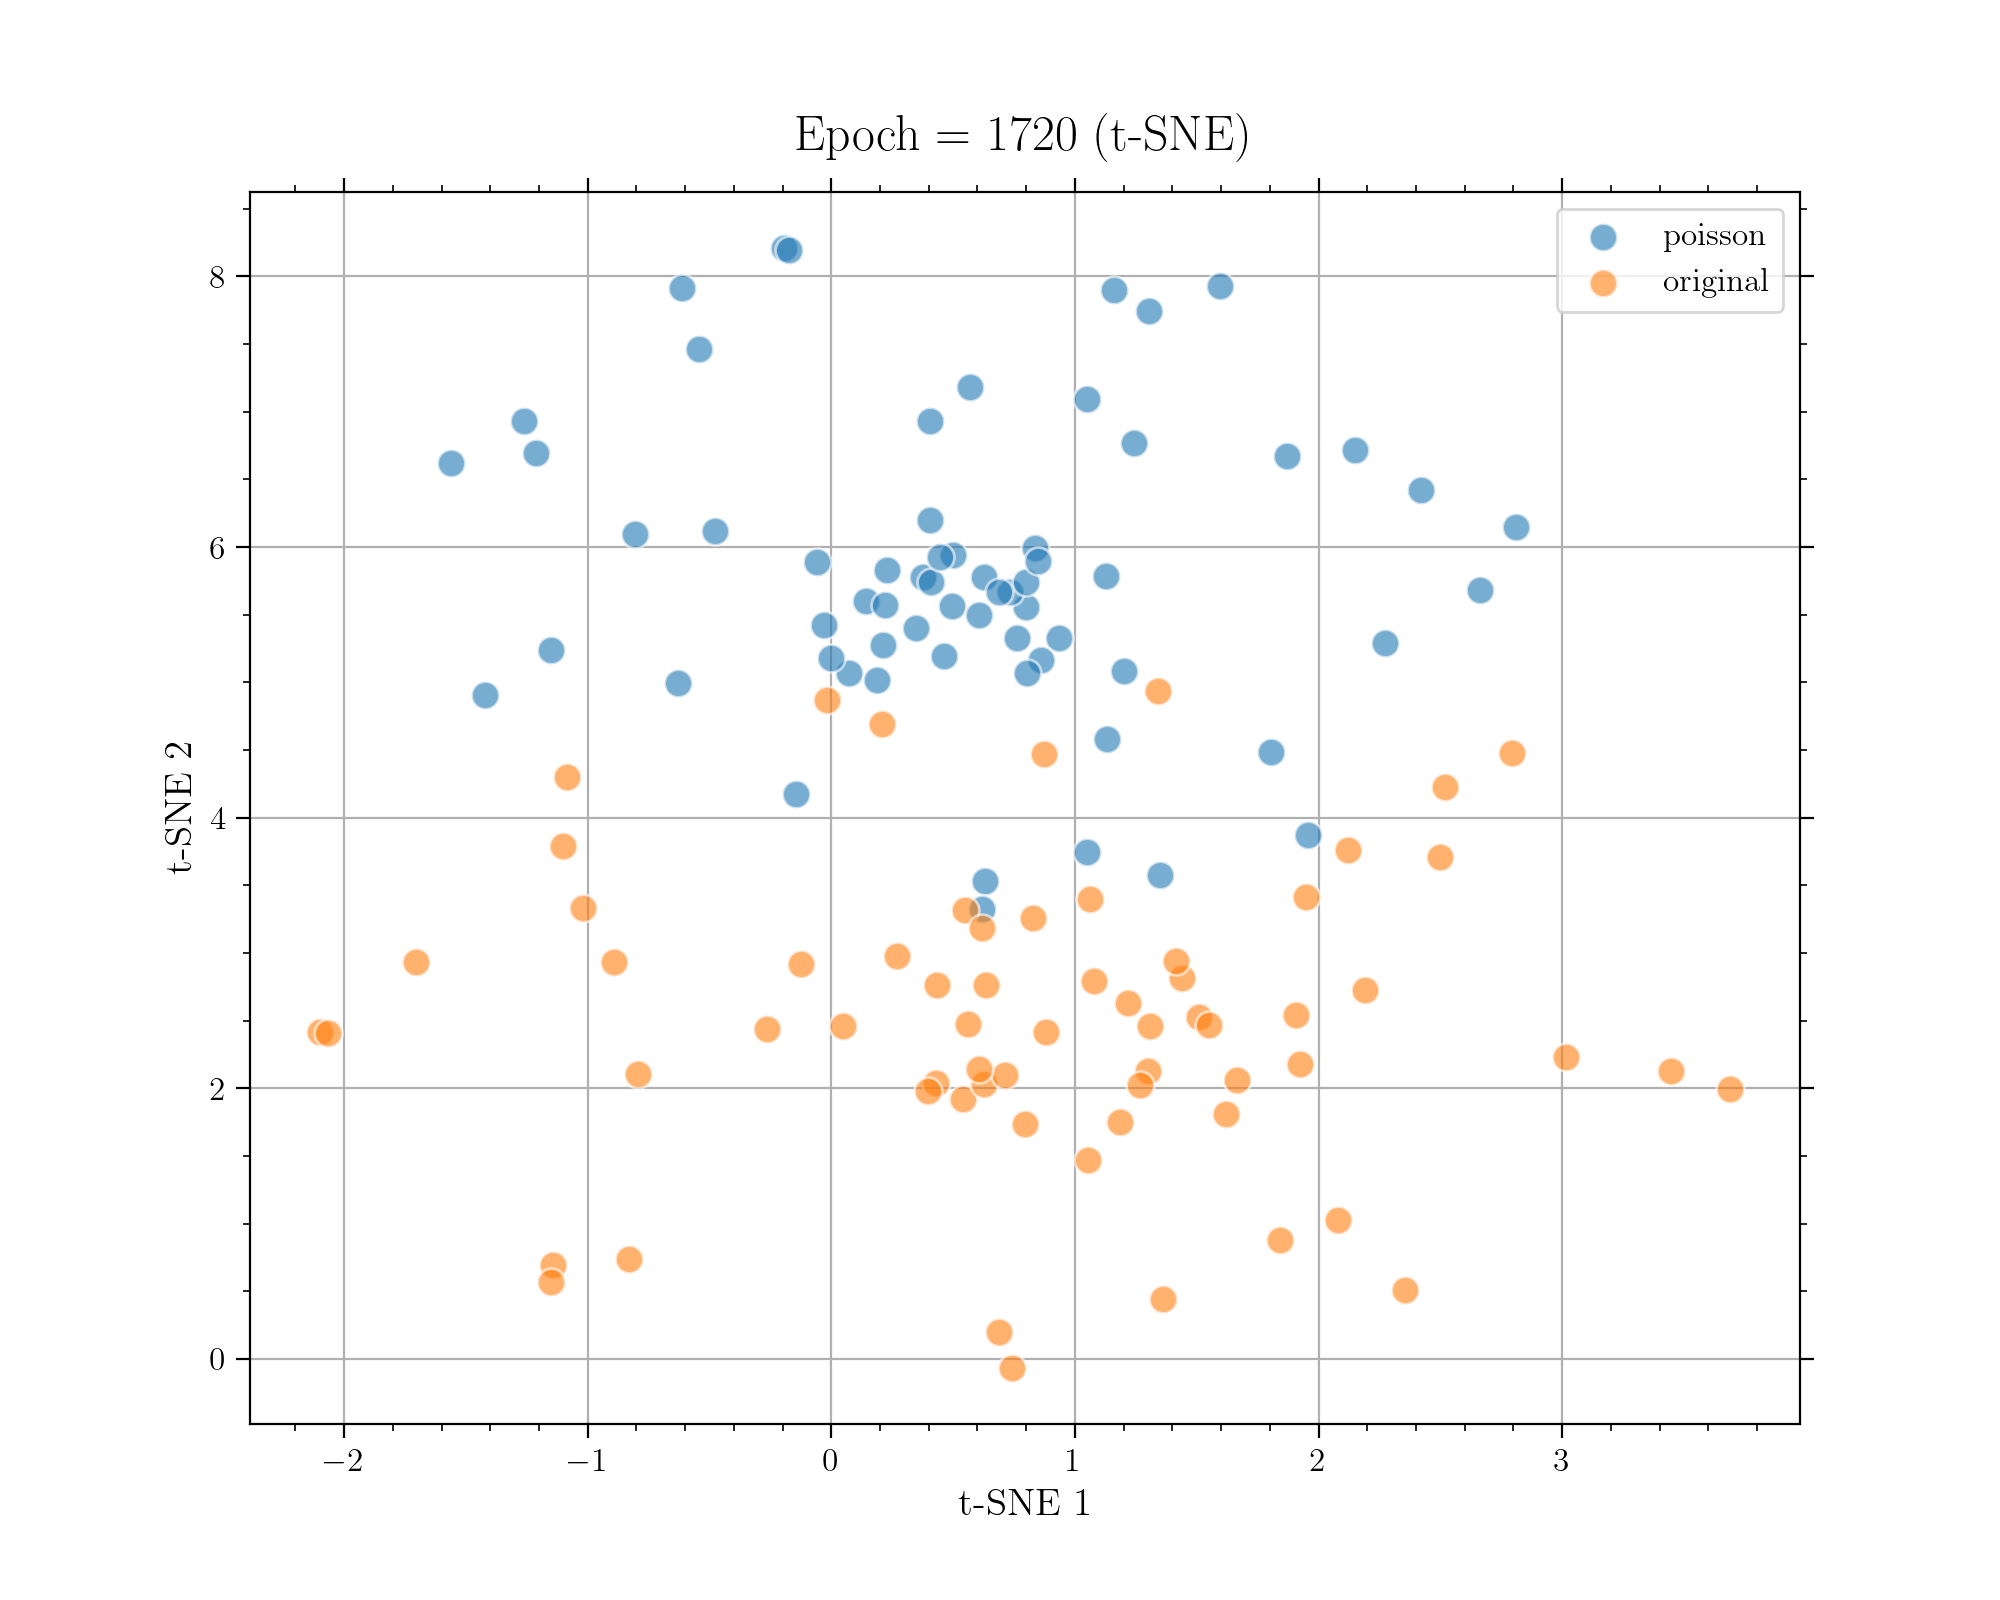 Epoch = 1720 (t-SNE)
poisson
original
8
6
4
2
0
t-SNE 2
−2
−1
0
1
2
3
t-SNE 1